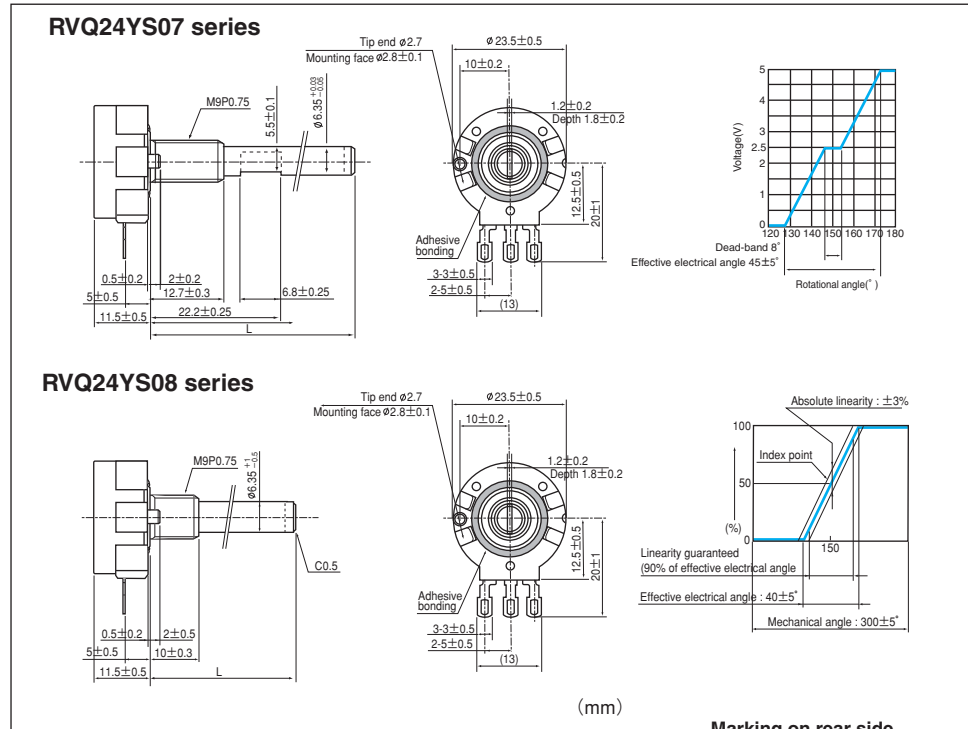 RVQ24YS07 series
Tip end ø2.7
Mounting face ø2.8±0.1
ø23.5±0.5
10±0.2
1.2±0.2
Depth 1.8±0.2
M9P0.75
5.5±0.1
ø6.35 +0.03 -0.05
12.5±0.5
20±1
Adhesive
bonding
0.5±0.2
2±0.2
5±0.5
12.7±0.3
6.8±0.25
11.5±0.5
22.2±0.25
L
3-3±0.5
2-5±0.5
(13)
Voltage(V)
5
4
3
2.5
2
1
0
120 130 140 150 160 170 180
Dead-band 8°
Effective electrical angle 45±5°
Rotational angle(°)
RVQ24YS08 series
Tip end ø2.7
Mounting face ø2.8±0.1
ø23.5±0.5
10±0.2
1.2±0.2
Depth 1.8±0.2
M9P0.75
ø6.35 +1 -0.5
C0.5
12.5±0.5
20±1
Adhesive
bonding
0.5±0.2
2±0.5
5±0.5
10±0.3
11.5±0.5
L
3-3±0.5
2-5±0.5
(13)
Absolute linearity : ±3%
100
Index point
50
(%)
0
150
Linearity guaranteed
(90% of effective electrical angle
Effective electrical angle : 40±5°
Mechanical angle : 300±5°
(mm)
Marking on rear side